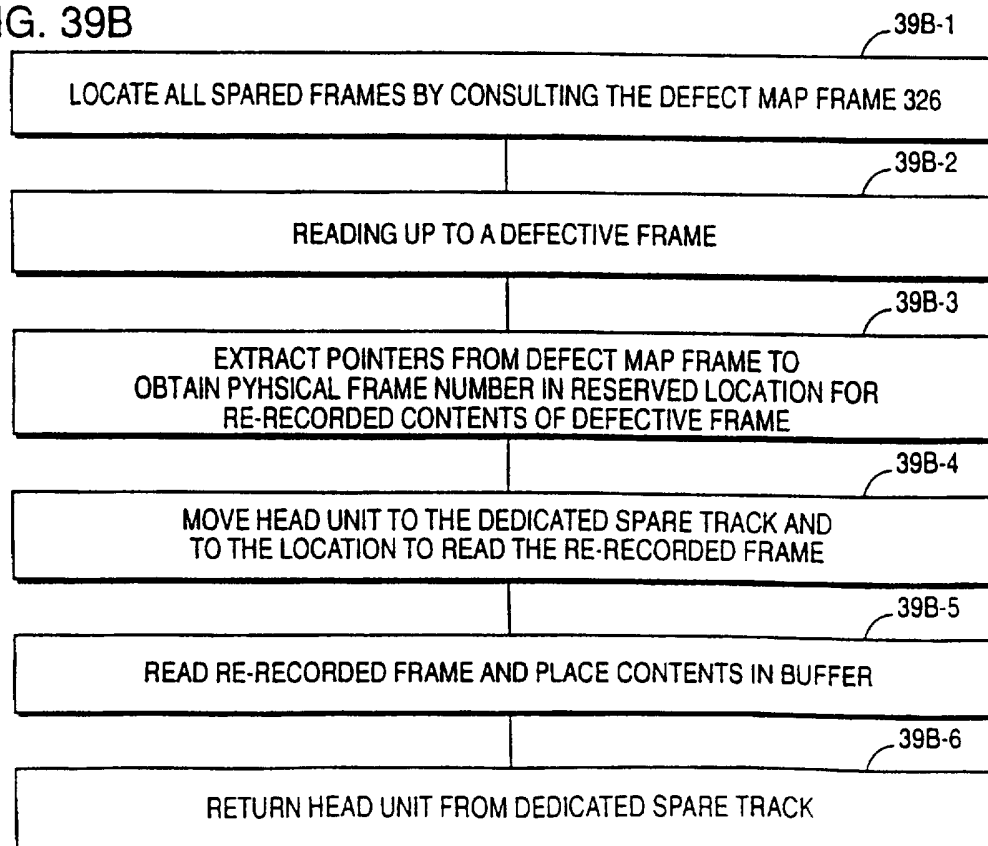 IG. 39B
39B-1
LOCATE ALL SPARED FRAMES BY CONSULTING THE DEFECT MAP FRAME 326
39B-2
READING UP TO A DEFECTIVE FRAME
39B-3
EXTRACT POINTERS FROM DEFECT MAP FRAME TO
OBTAIN PYHSICAL FRAME NUMBER IN RESERVED LOCATION FOR
RE-RECORDED CONTENTS OF DEFECTIVE FRAME
39B-4
MOVE HEAD UNIT TO THE DEDICATED SPARE TRACK AND
TO THE LOCATION TO READ THE RE-RECORDED FRAME
39B-5
READ RE-RECORDED FRAME AND PLACE CONTENTS IN BUFFER
39B-6
RETURN HEAD UNIT FROM DEDICATED SPARE TRACK